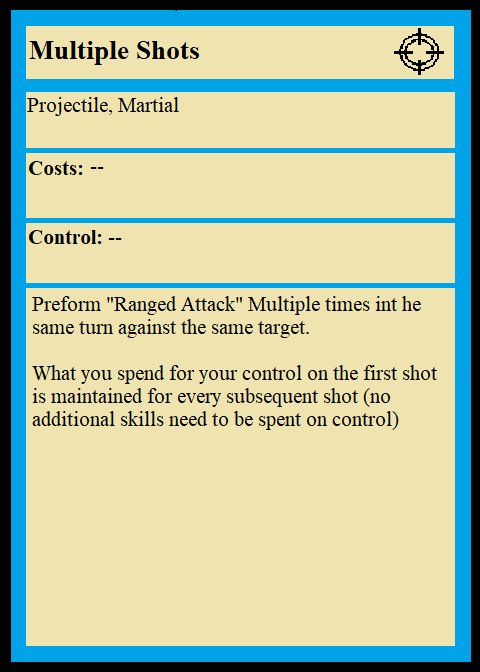 Multiple Shots
Projectile, Martial
Costs: --
Control: --
Preform "Ranged Attack" Multiple times int he
same turn against the same target.
What you spend for your control on the first shot
is maintained for every subsequent shot (no
additional skills need to be spent on control)